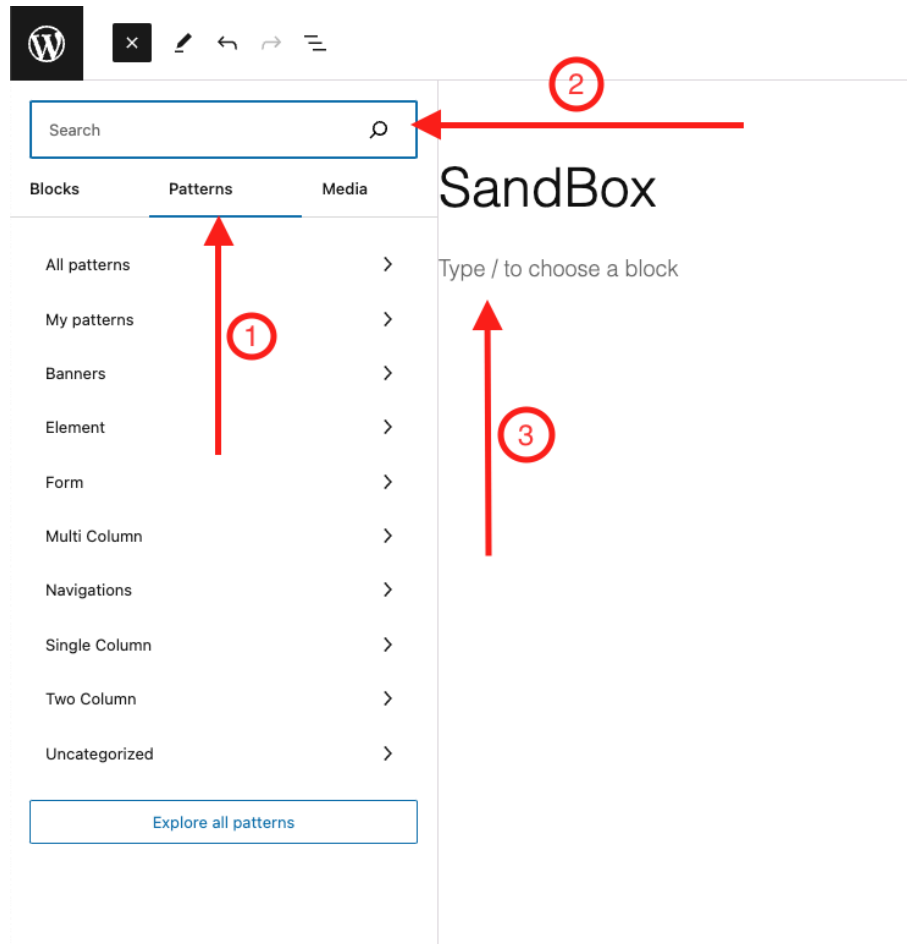 2
Search
Blocks Patterns Media
SandBox
All patterns
Type / to choose a block
My patterns
1
Banners
Element
3
Form
Multi Column
Navigations
Single Column
Two Column
Uncategorized
Explore all patterns